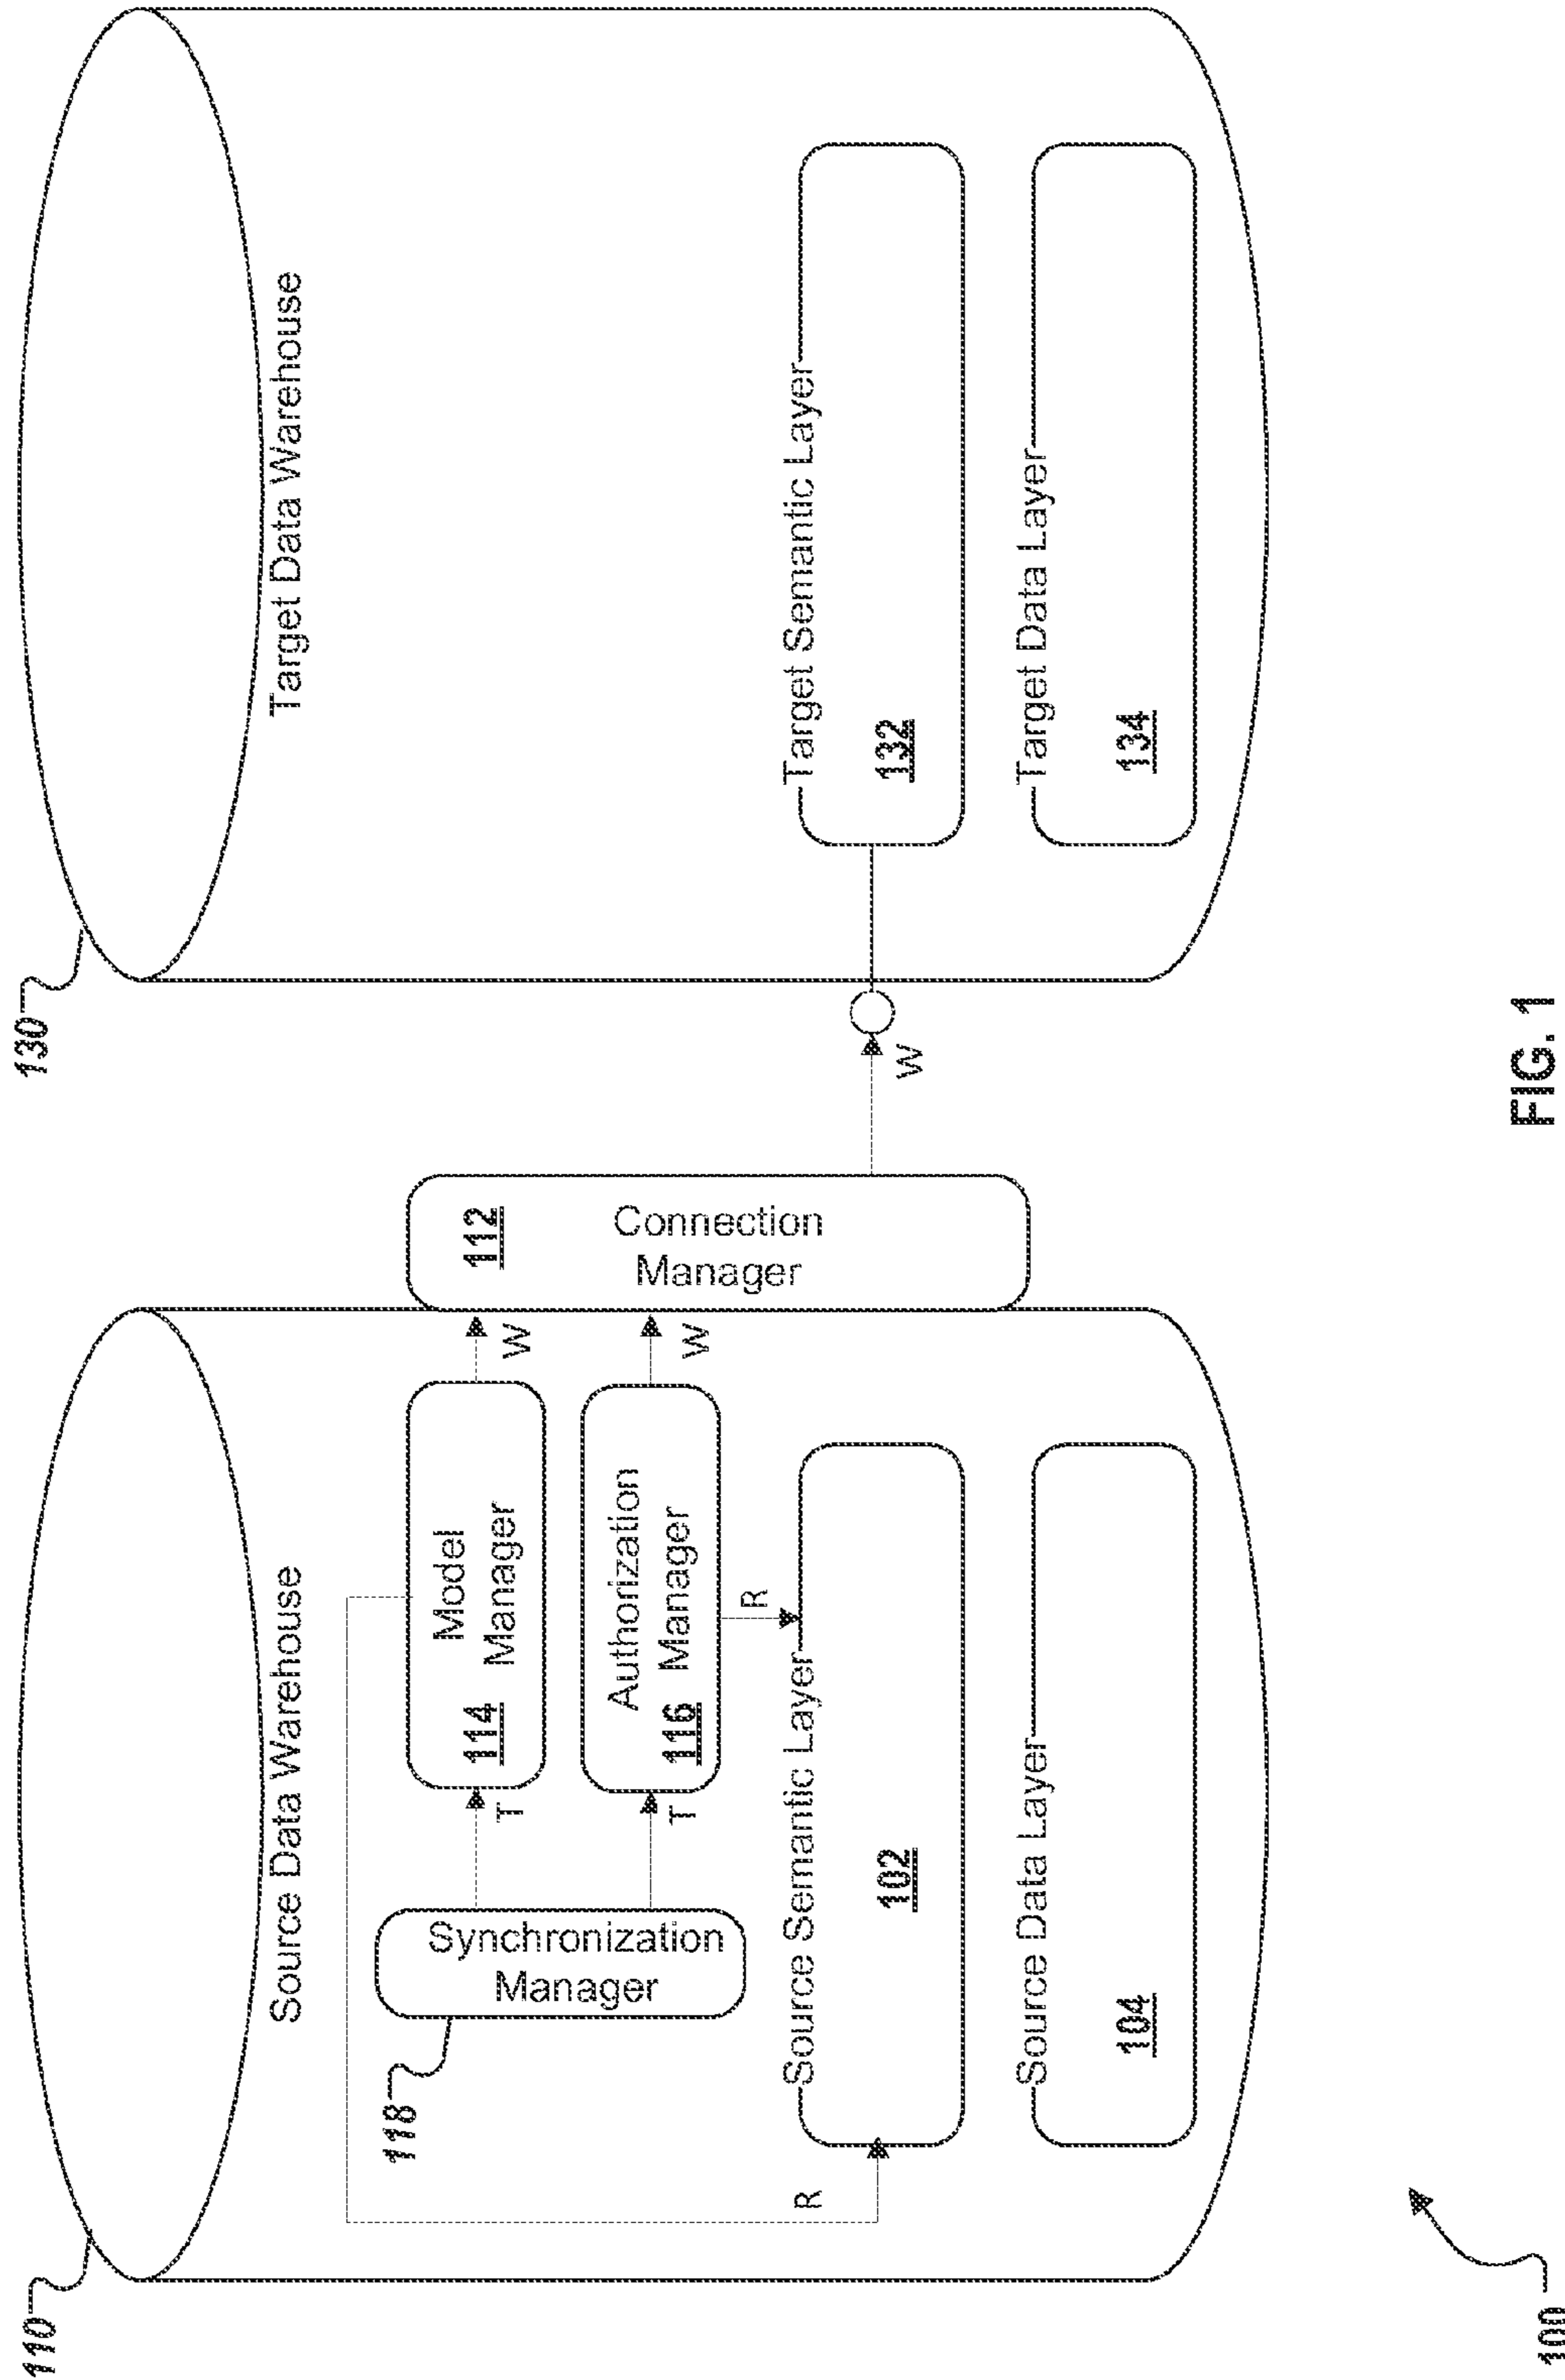 110
Source Data Warehouse
118
Synchronization
Manager
T
T
Model
Manager
114
Authorization
Manager
116
W
W
R
R
Source Semantic Layer
102
Source Data Layer
104
112
Connection
Manager
W
130
Target Data Warehouse
Target Semantic Layer
132
Target Data Layer
134
100
FIG. 1